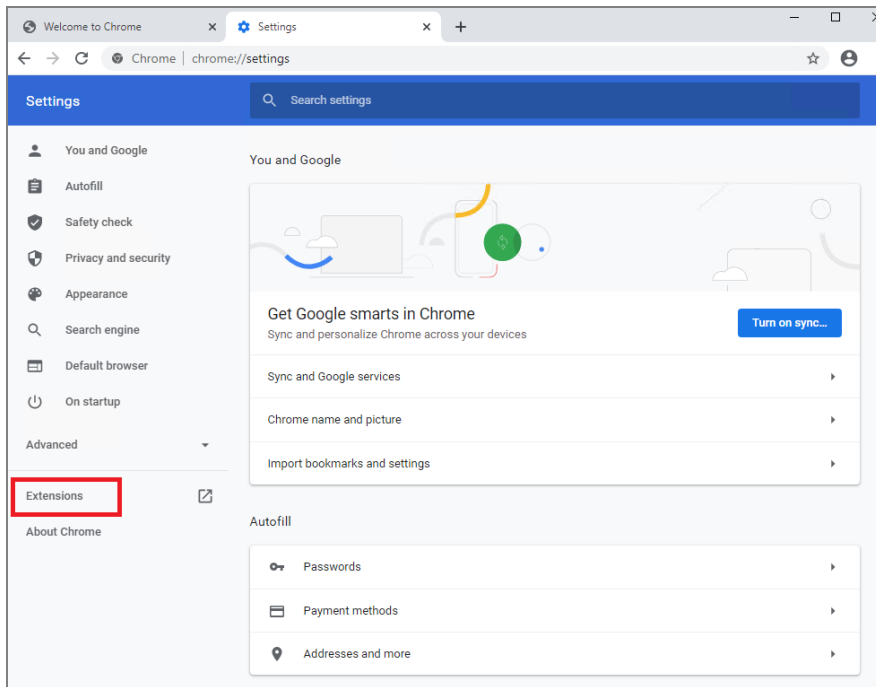 Welcome to Chrome
Settings
Chrome | chrome://settings
Settings
Search settings
You and Google
Autofill
Safety check
Privacy and security
Appearance
Search engine
Default browser
On startup
Advanced
Extensions
About Chrome
You and Google
Get Google smarts in Chrome
Sync and personalize Chrome across your devices
Turn on sync...
Sync and Google services
Chrome name and picture
Import bookmarks and settings
Autofill
Passwords
Payment methods
Addresses and more